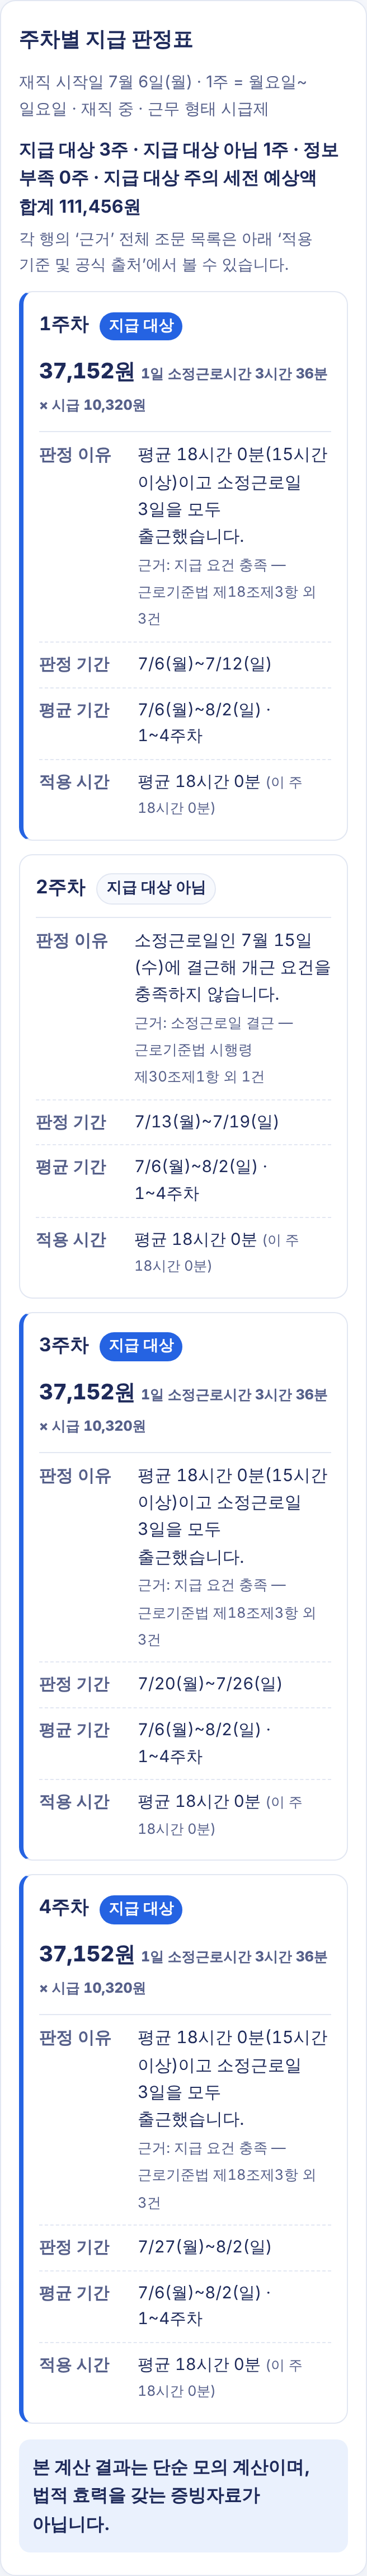 주차별 지급 판정표
재직 시작일 7월 6일(월) · 1주 = 월요일~
일요일 · 재직 중 · 근무 형태 시급제
지급 대상 3주 · 지급 대상 아님 1주 · 정보
부족 0주 · 지급 대상 주의 세전 예상액
합계 111,456원
각 행의 ‘근거’ 전체 조문 목록은 아래 ‘적용
기준 및 공식 출처’에서 볼 수 있습니다.
1주차 지급 대상
37,152원 1일 소정근로시간 3시간 36분
× 시급 10,320원
판정 이유 평균 18시간 0분(15시간
이상)이고 소정근로일
3일을 모두
출근했습니다.
근거: 지급 요건 충족 —
근로기준법 제18조제3항 외
3건
판정 기간 7/6(월)~7/12(일)
평균 기간 7/6(월)~8/2(일) ·
1~4주차
적용 시간 평균 18시간 0분 (이 주
18시간 0분)
2주차 지급 대상 아님
판정 이유 소정근로일인 7월 15일
(수)에 결근해 개근 요건을
충족하지 않습니다.
근거: 소정근로일 결근 —
근로기준법 시행령
제30조제1항 외 1건
판정 기간 7/13(월)~7/19(일)
평균 기간 7/6(월)~8/2(일) ·
1~4주차
적용 시간 평균 18시간 0분 (이 주
18시간 0분)
3주차 지급 대상
37,152원 1일 소정근로시간 3시간 36분
× 시급 10,320원
판정 이유 평균 18시간 0분(15시간
이상)이고 소정근로일
3일을 모두
출근했습니다.
근거: 지급 요건 충족 —
근로기준법 제18조제3항 외
3건
판정 기간 7/20(월)~7/26(일)
평균 기간 7/6(월)~8/2(일) ·
1~4주차
적용 시간 평균 18시간 0분 (이 주
18시간 0분)
4주차 지급 대상
37,152원 1일 소정근로시간 3시간 36분
× 시급 10,320원
판정 이유 평균 18시간 0분(15시간
이상)이고 소정근로일
3일을 모두
출근했습니다.
근거: 지급 요건 충족 —
근로기준법 제18조제3항 외
3건
판정 기간 7/27(월)~8/2(일)
평균 기간 7/6(월)~8/2(일) ·
1~4주차
적용 시간 평균 18시간 0분 (이 주
18시간 0분)
본 계산 결과는 단순 모의 계산이며,
법적 효력을 갖는 증빙자료가
아닙니다.